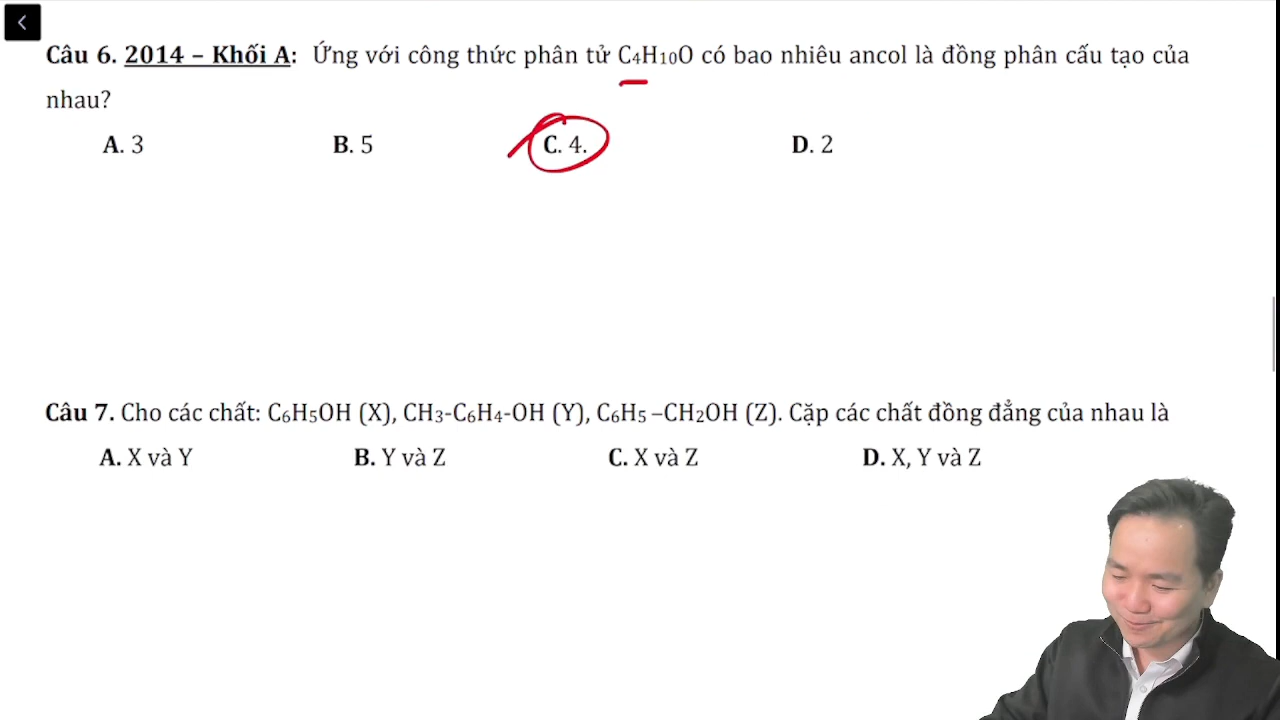 Câu 6. 2014 – Khối A: Ứng với công thức phân tử C₄H₁₀O có bao nhiêu ancol là đồng phân cấu tạo của
nhau?
A. 3 B. 5 C. 4. D. 2
Câu 7. Cho các chất: C₆H₅OH (X), CH₃-C₆H₄-OH (Y), C₆H₅ –CH₂OH (Z). Cặp các chất đồng đẳng của nhau là
A. X và Y B. Y và Z C. X và Z D. X, Y và Z